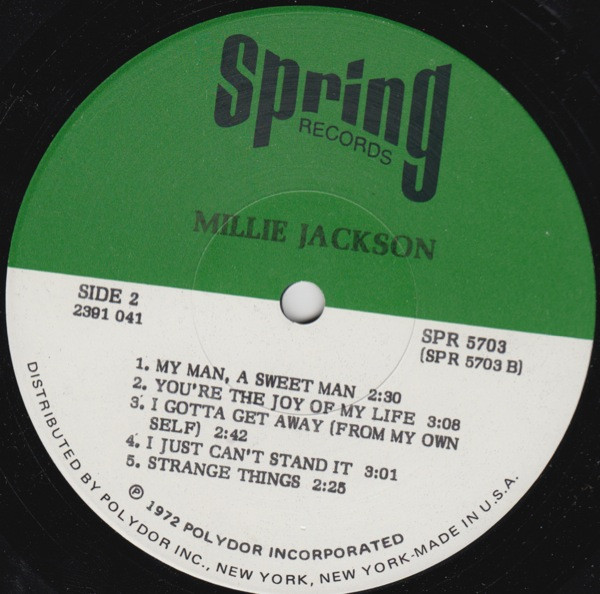 Spring
RECORDS
MILLIE JACKSON
SIDE 2
2391 041
SPR 5703
(SPR 5703 B)
1. MY MAN, A SWEET MAN 2:30
2. YOU'RE THE JOY OF MY LIFE 3:08
3. I GOTTA GET AWAY (FROM MY OWN
SELF) 2:42
4. I JUST CAN'T STAND IT 3:01
5. STRANGE THINGS 2:25
℗ 1972 POLYDOR INCORPORATED
DISTRIBUTED BY POLYDOR INC., NEW YORK, NEW YORK-MADE IN U.S.A.